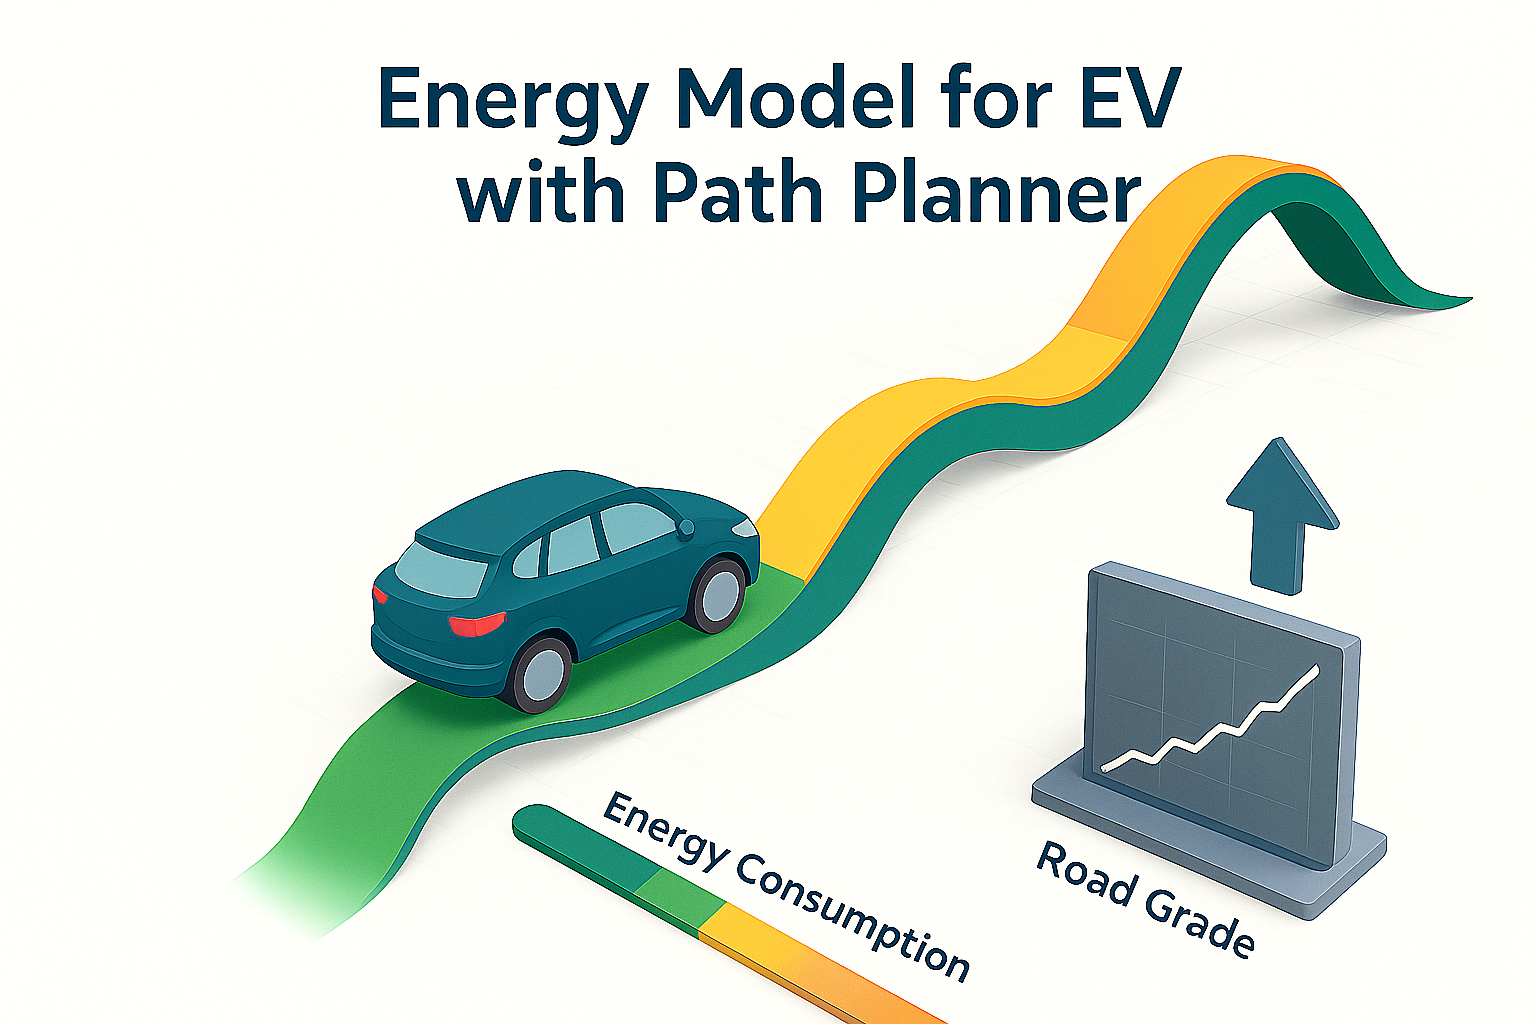 Energy Model for EV
with Path Planner
Energy Consumption
Road Grade